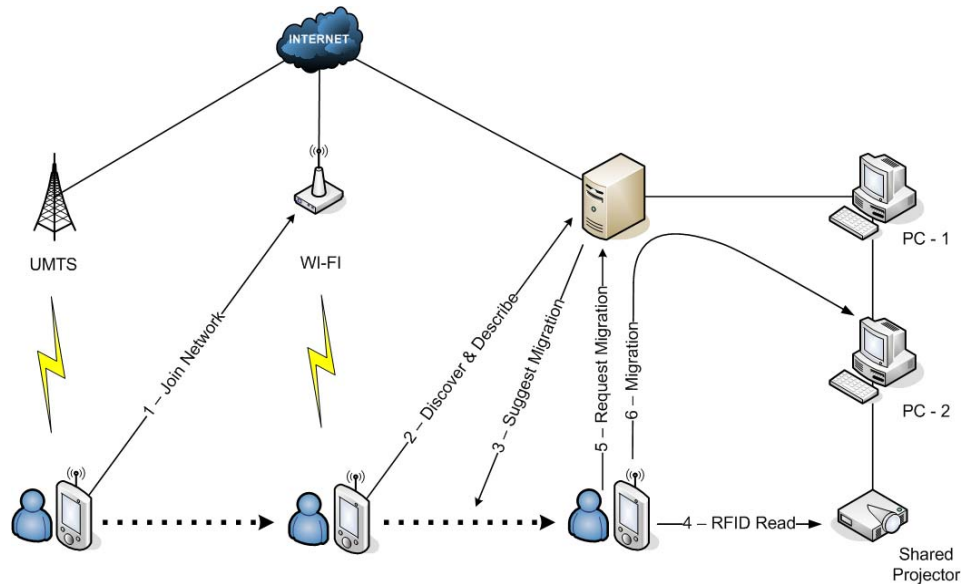 INTERNET
UMTS
WI-FI
PC - 1
1 – Join Network
2 – Discover & Describe
3 – Suggest Migration
5 – Request Migration
6 – Migration
PC - 2
4 – RFID Read
Shared
Projector